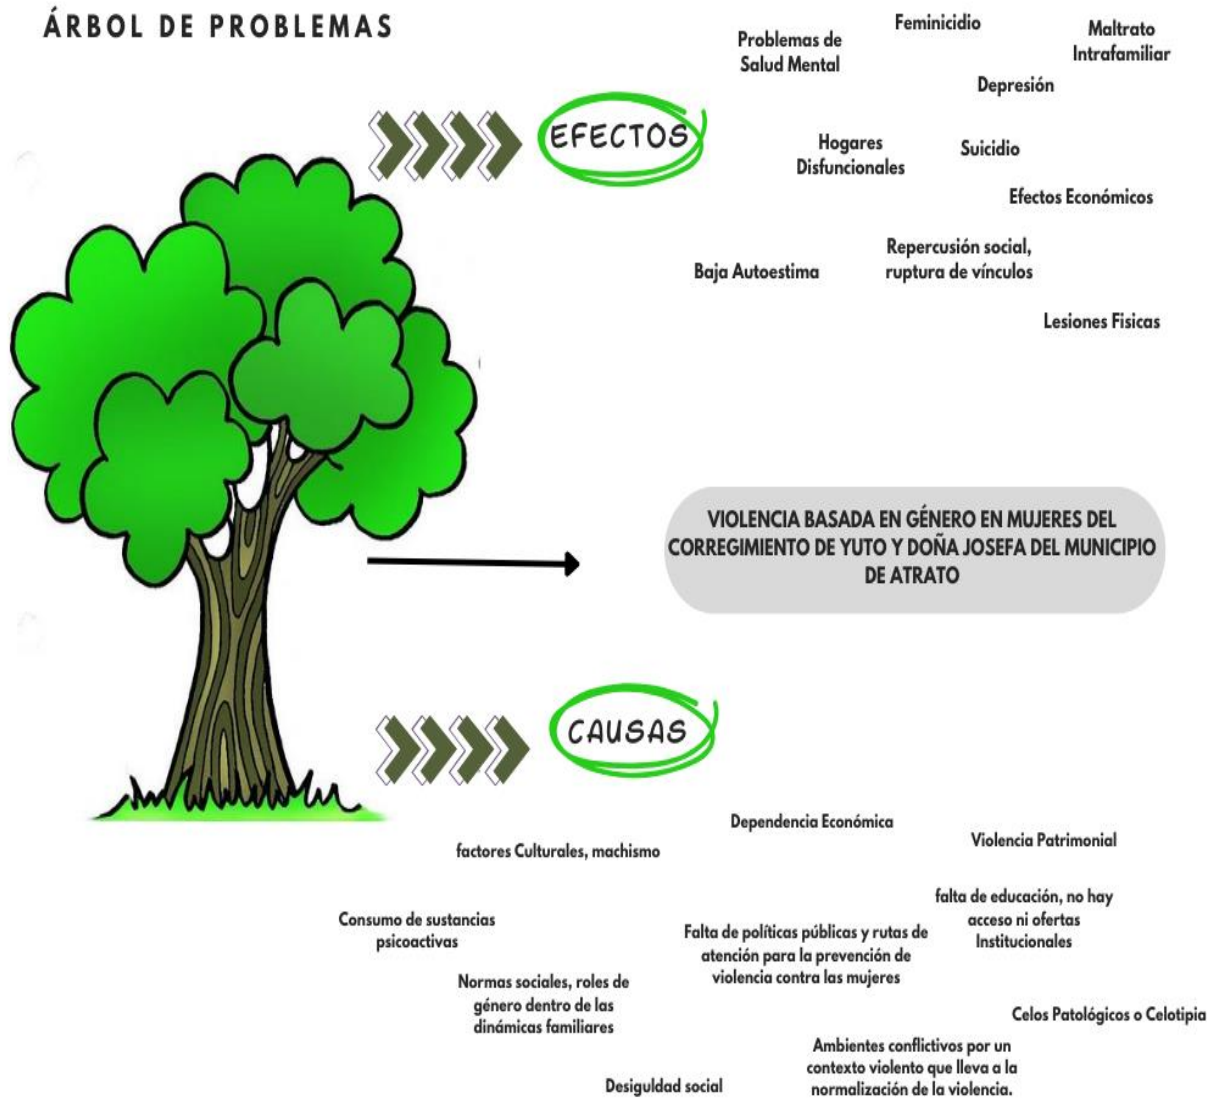 ÁRBOL DE PROBLEMAS
EFECTOS
Feminicidio
Problemas de
Salud Mental
Maltrato
Intrafamiliar
Depresión
Hogares
Disfuncionales
Suicidio
Efectos Económicos
Repercusión social,
ruptura de vínculos
Baja Autoestima
Lesiones Fisicas
VIOLENCIA BASADA EN GÉNERO EN MUJERES DEL
CORREGIMIENTO DE YUTO Y DOÑA JOSEFA DEL MUNICIPIO
DE ATRATO
CAUSAS
Dependencia Económica
factores Culturales, machismo
Violencia Patrimonial
Consumo de sustancias
psicoactivas
falta de educación, no hay
acceso ni ofertas
Institucionales
Falta de políticas públicas y rutas de
atención para la prevención de
violencia contra las mujeres
Normas sociales, roles de
género dentro de las
dinámicas familiares
Celos Patológicos o Celotipia
Ambientes conflictivos por un
contexto violento que lleva a la
normalización de la violencia.
Desiguldad social